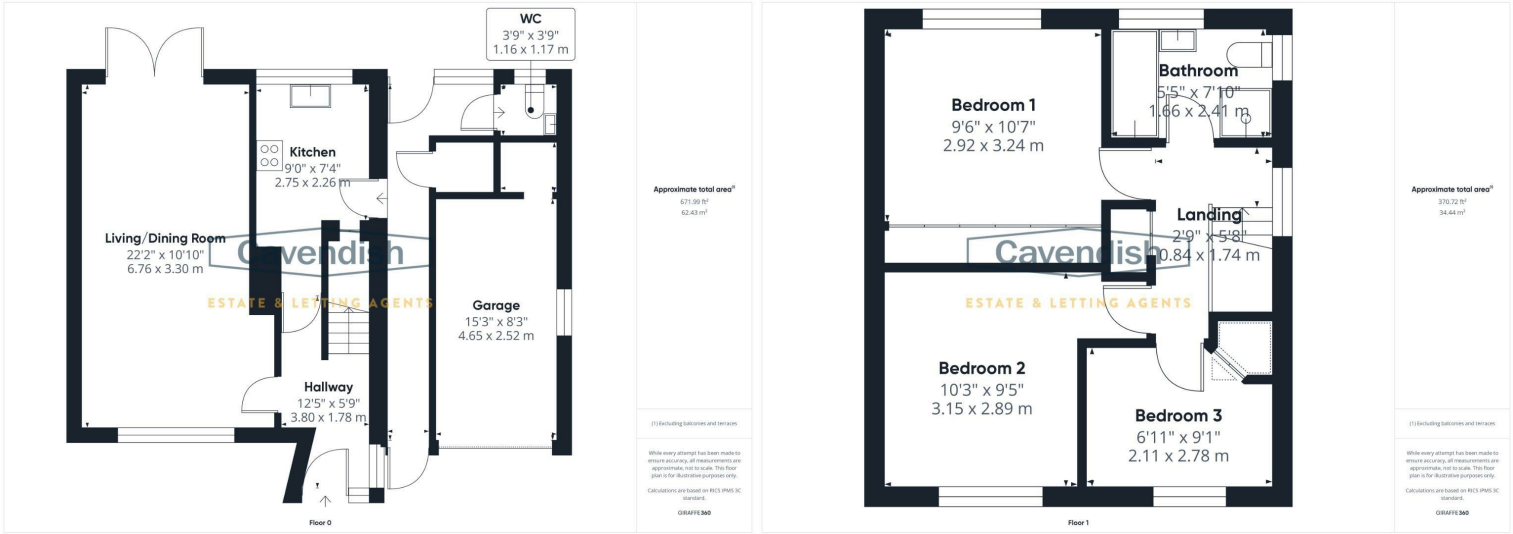 WC
3'9" x 3'9"
1.16 x 1.17 m
Kitchen
9'0" x 7'4"
2.75 x 2.26 m
Living/Dining Room
22'2" x 10'10"
6.76 x 3.30 m
Cavendish
ESTATE & LETTING AGENTS
Garage
15'3" x 8'3"
4.65 x 2.52 m
Hallway
12'5" x 5'9"
3.80 x 1.78 m
Floor 0
Approximate total area⁽¹⁾
671.99 ft²
62.43 m²
(1) Excluding balconies and terraces
While every attempt has been made to
ensure accuracy, all measurements are
approximate, not to scale. This floor
plan is for illustrative purposes only.
Calculations are based on RICS IPMS 3C
standard.
GIRAFFE360
Bedroom 1
9'6" x 10'7"
2.92 x 3.24 m
Bathroom
5'5" x 7'10"
1.66 x 2.41 m
Landing
2'9" x 5'8"
0.84 x 1.74 m
Cavendish
ESTATE & LETTING AGENTS
Bedroom 2
10'3" x 9'5"
3.15 x 2.89 m
Bedroom 3
6'11" x 9'1"
2.11 x 2.78 m
Floor 1
Approximate total area⁽¹⁾
370.72 ft²
34.44 m²
(1) Excluding balconies and terraces
While every attempt has been made to
ensure accuracy, all measurements are
approximate, not to scale. This floor
plan is for illustrative purposes only.
Calculations are based on RICS IPMS 3C
standard.
GIRAFFE360